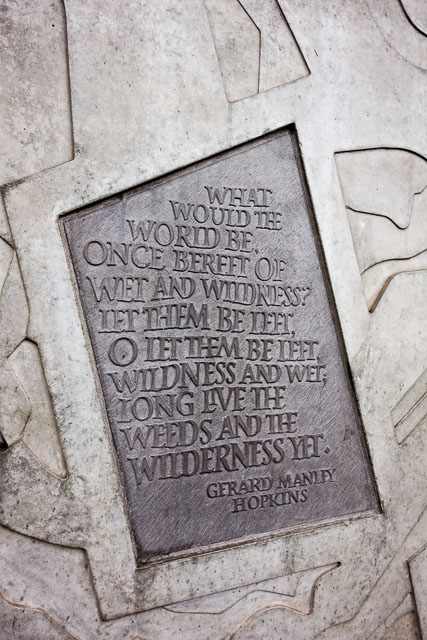 WHAT
WOULD THE
WORLD BE,
ONCE BEREFT OF
WET AND WILDNESS?
LET THEM BE LEFT,
O LET THEM BE LEFT,
WILDNESS AND WET;
LONG LIVE THE
WEEDS AND THE
WILDERNESS YET.
GERARD MANLEY
HOPKINS